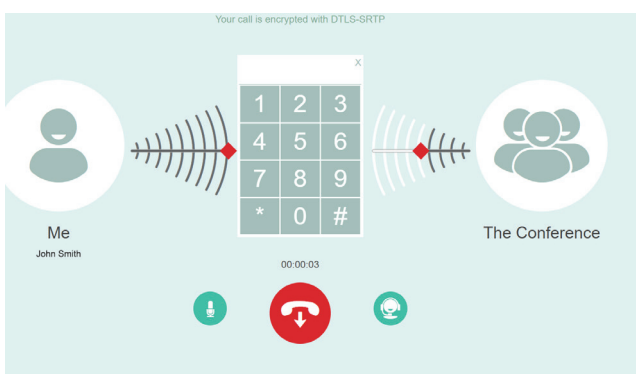 Your call is encrypted with DTLS-SRTP
X
1 2 3
4 5 6
7 8 9
* 0 #
Me
John Smith
The Conference
00:00:03